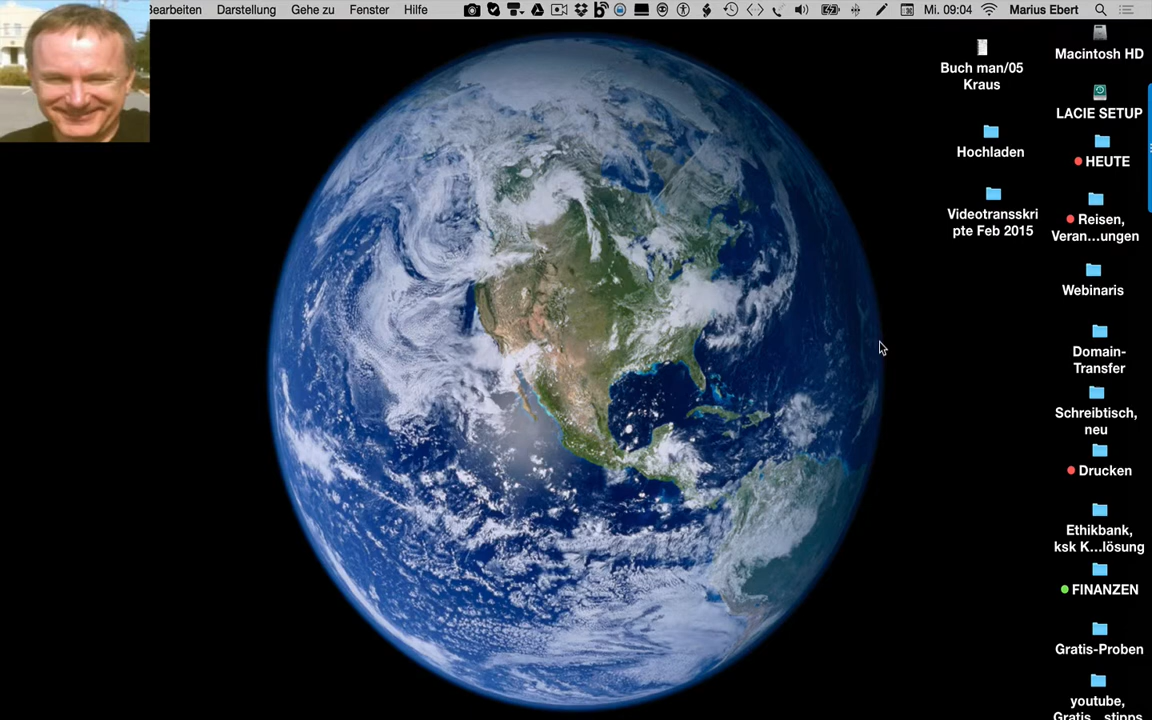 Bearbeiten Darstellung Gehe zu Fenster Hilfe Mi. 09:04 Marius Ebert
Buch man/05
Kraus
Hochladen
Videotransskri
pte Feb 2015
Macintosh HD
LACIE SETUP
HEUTE
Reisen,
Veran...ungen
Webinaris
Domain-
Transfer
Schreibtisch,
neu
Drucken
Ethikbank,
ksk K...lösung
FINANZEN
Gratis-Proben
youtube,
Gratis...stipps